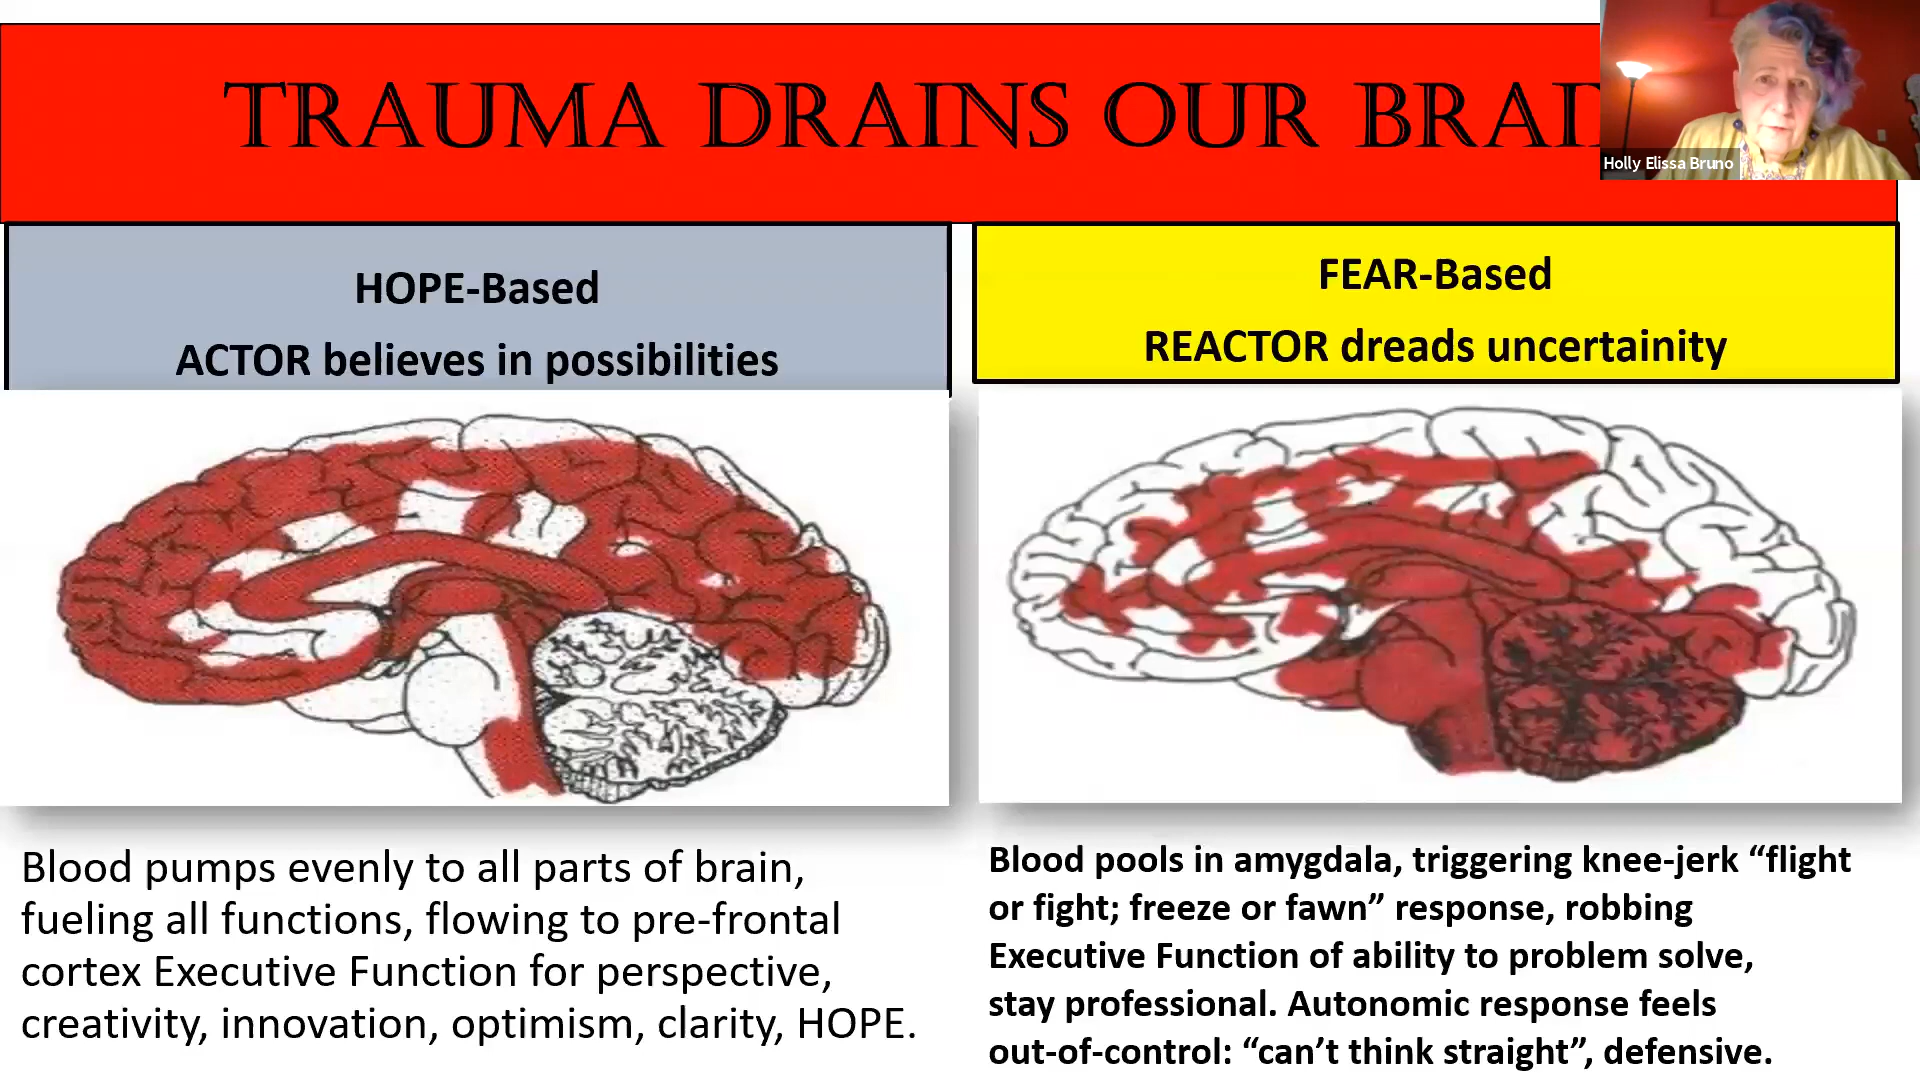 TRAUMA DRAINS OUR
Holly Elissa Bruno
HOPE-Based
ACTOR believes in possibilities
FEAR-Based
REACTOR dreads uncertainity
Blood pumps evenly to all parts of brain,
fueling all functions, flowing to pre-frontal
cortex Executive Function for perspective,
creativity, innovation, optimism, clarity, HOPE.
Blood pools in amygdala, triggering knee-jerk “flight
or fight; freeze or fawn” response, robbing
Executive Function of ability to problem solve,
stay professional. Autonomic response feels
out-of-control: “can’t think straight”, defensive.